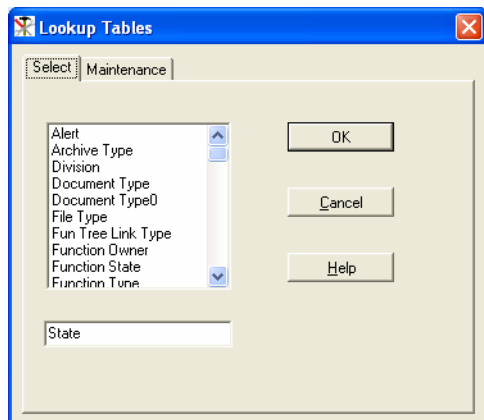 Lookup Tables
Select Maintenance
Alert
Archive Type
Division
Document Type
Document Type0
File Type
Fun Tree Link Type
Function Owner
Function State
Function Type
OK
Cancel
Help
State